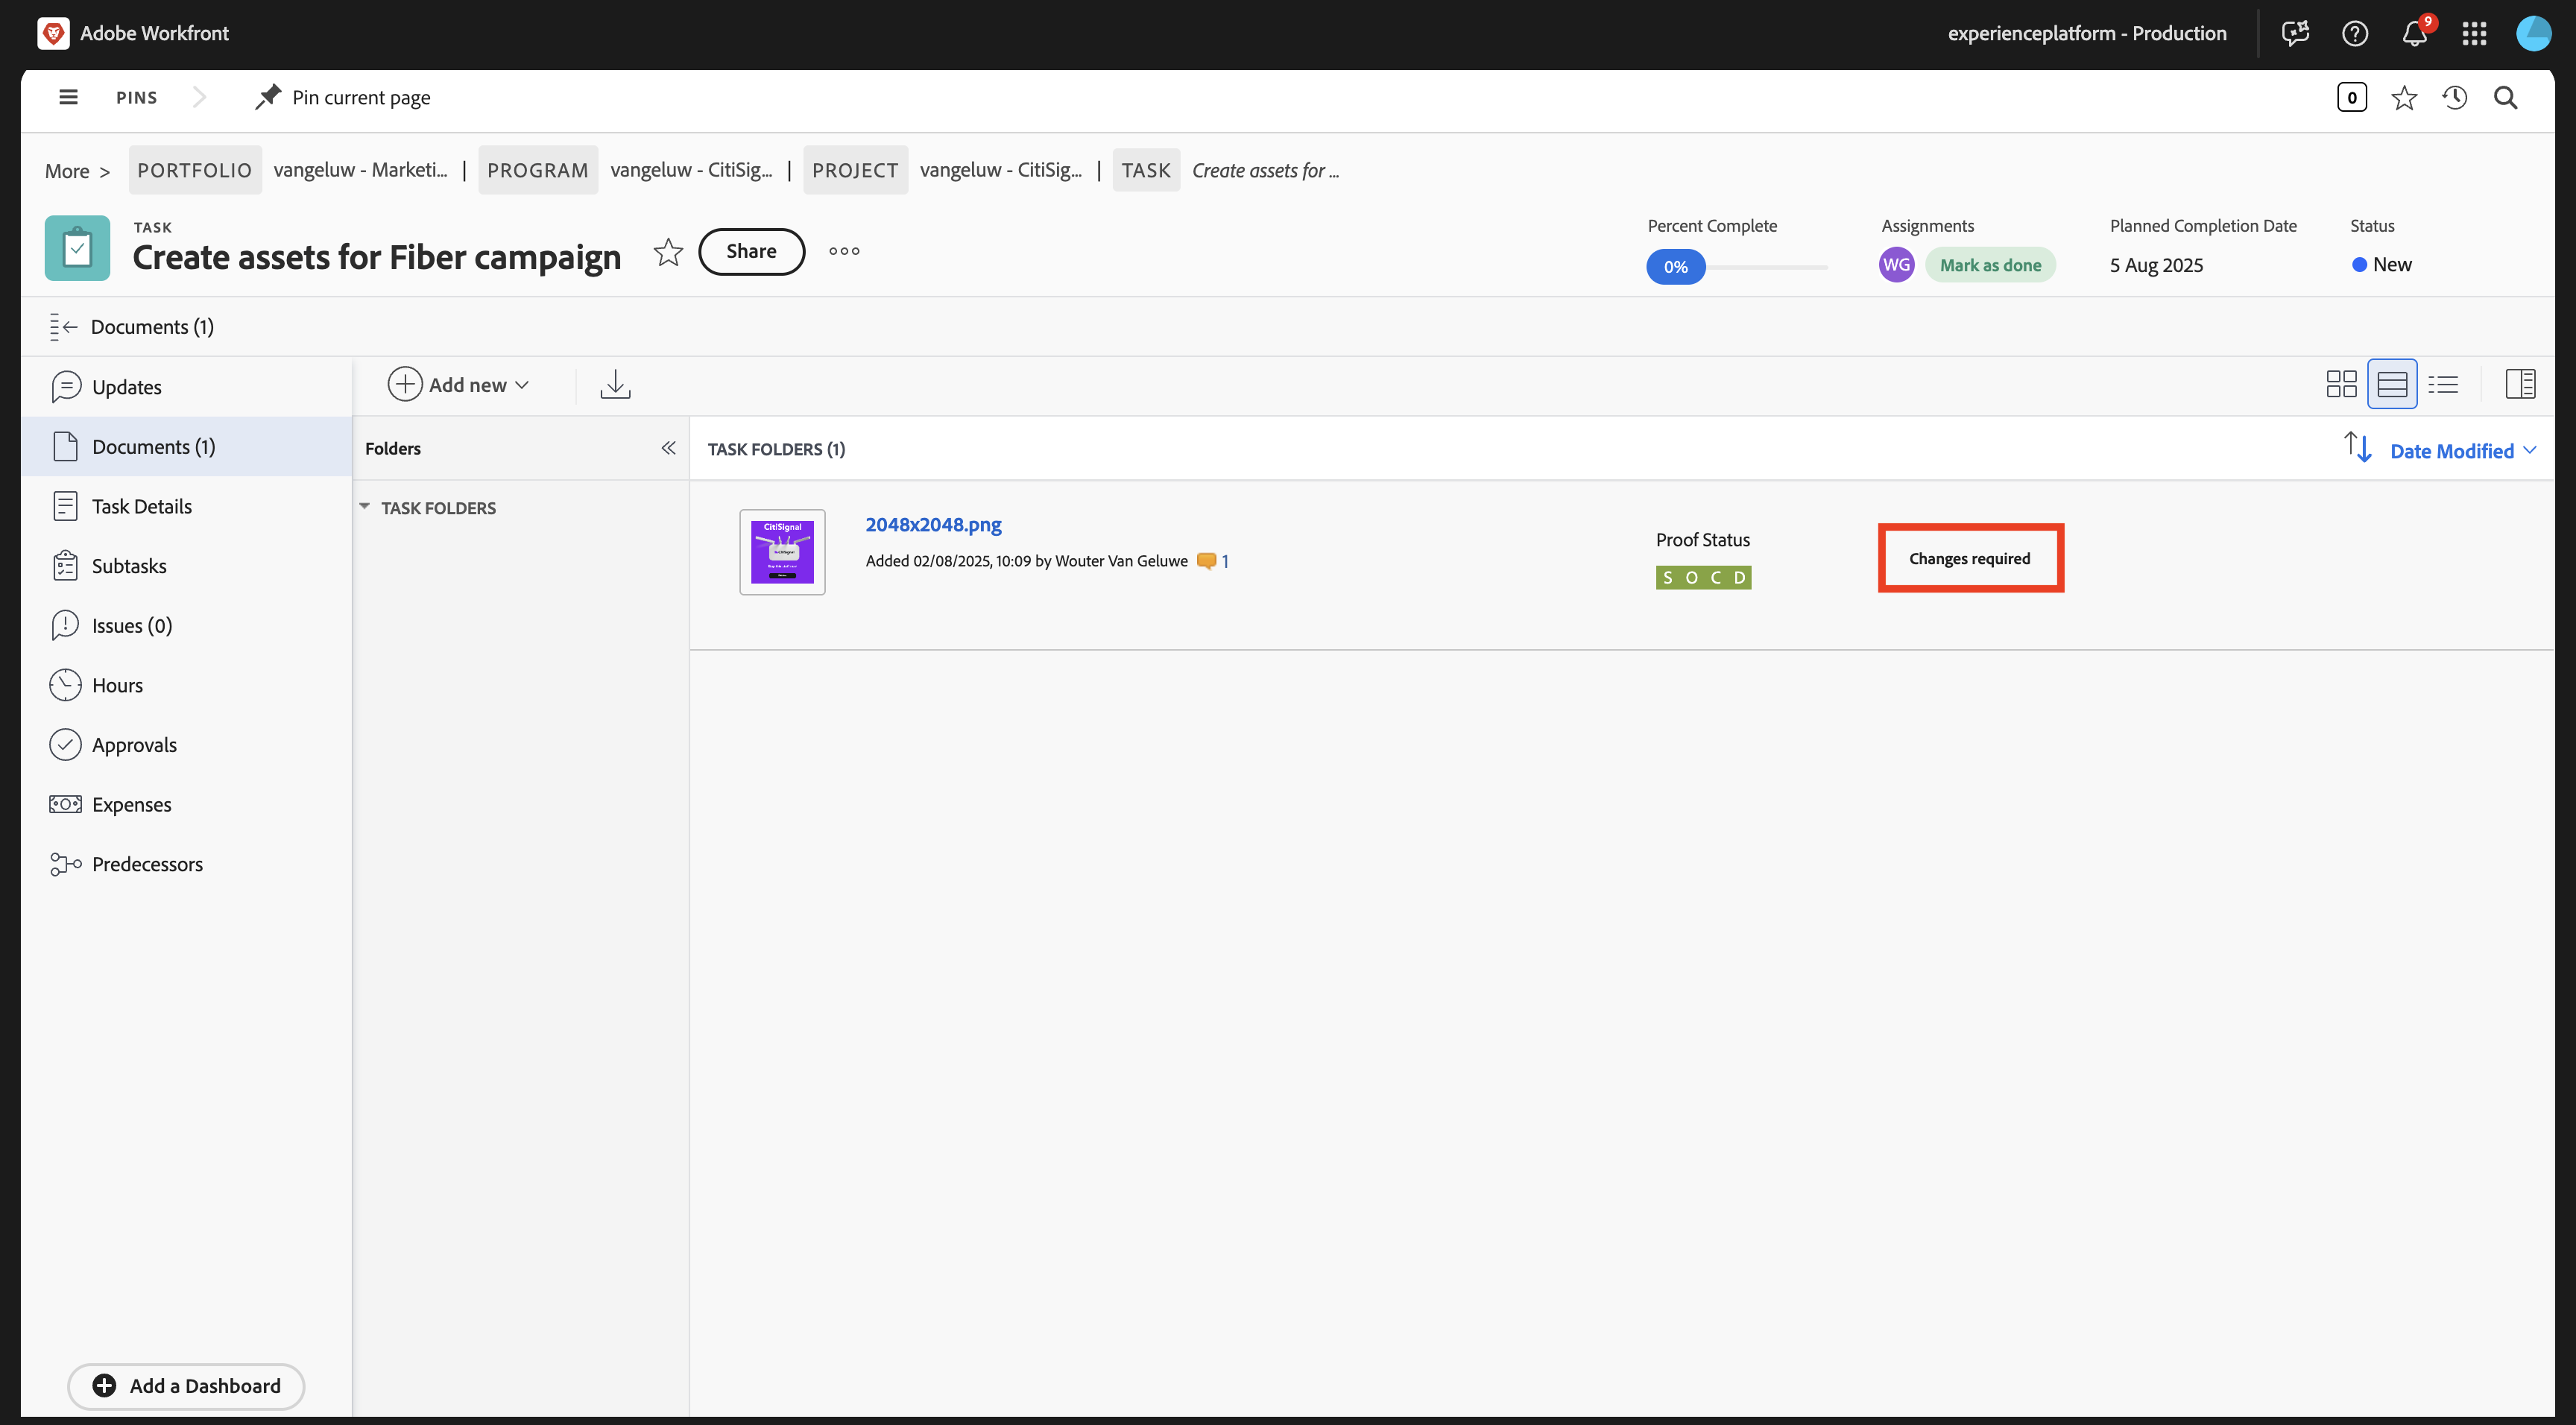 Adobe Workfront
experienceplatform - Production
9
PINS
Pin current page
0
More >
PORTFOLIO vangeluw - Marketi... | PROGRAM vangeluw - CitiSig... | PROJECT vangeluw - CitiSig... | TASK Create assets for ...
TASK
Create assets for Fiber campaign
Share
Percent Complete
0%
Assignments
WG Mark as done
Planned Completion Date
5 Aug 2025
Status
New
Documents (1)
Updates
Documents (1)
Task Details
Subtasks
Issues (0)
Hours
Approvals
Expenses
Predecessors
Add a Dashboard
Add new
Folders
TASK FOLDERS
TASK FOLDERS (1)
Date Modified
CitiSignal
2048x2048.png
Added 02/08/2025, 10:09 by Wouter Van Geluwe 1
Proof Status
S O C D
Changes required